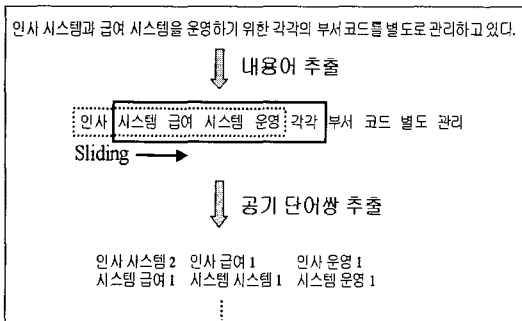 인사 시스템과 급여 시스템을 운영하기 위한 각각의 부서 코드를 별도로 관리하고 있다.
내용어 추출
인사 시스템 급여 시스템 운영 각각 부서 코드 별도 관리
Sliding
공기 단어쌍 추출
인사 시스템 2 인사 급여 1 인사 운영 1
시스템 급여 1 시스템 시스템 1 시스템 운영 1